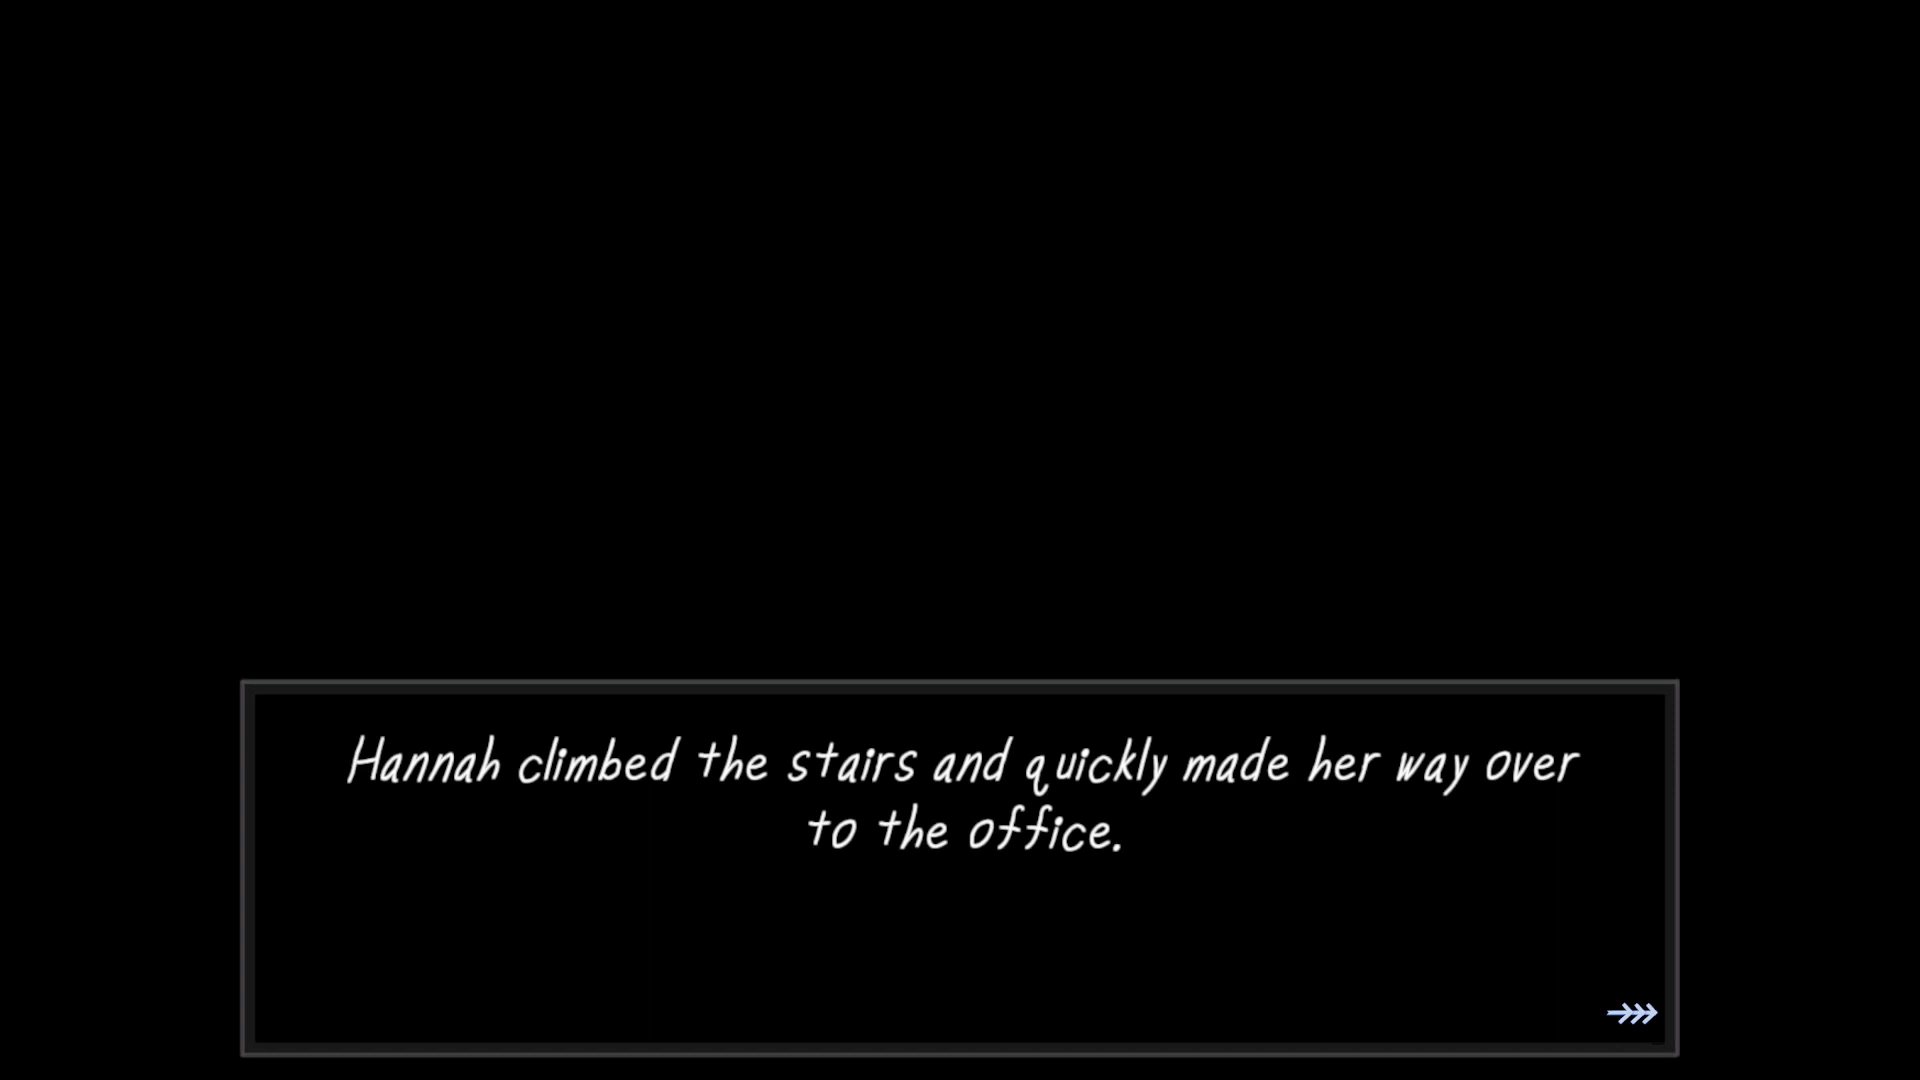 Hannah climbed the stairs and quickly made her way over
to the office.